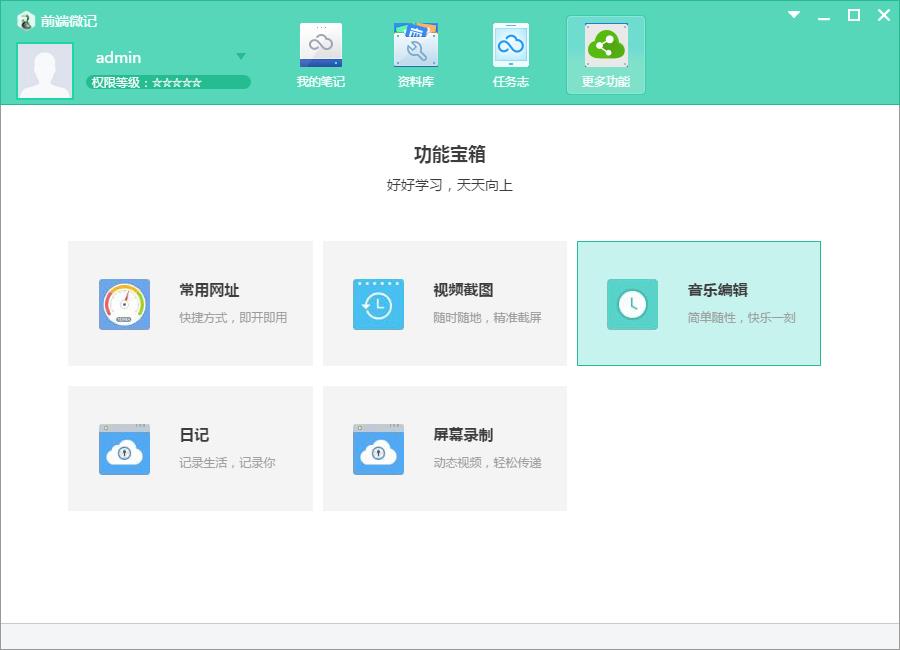 前端微记
admin
权限等级：☆☆☆☆☆
我的笔记
资料库
任务志
更多功能
功能宝箱
好好学习，天天向上
常用网址
快捷方式，即开即用
视频截图
随时随地，精准截屏
音乐编辑
简单随性，快乐一刻
日记
记录生活，记录你
屏幕录制
动态视频，轻松传递